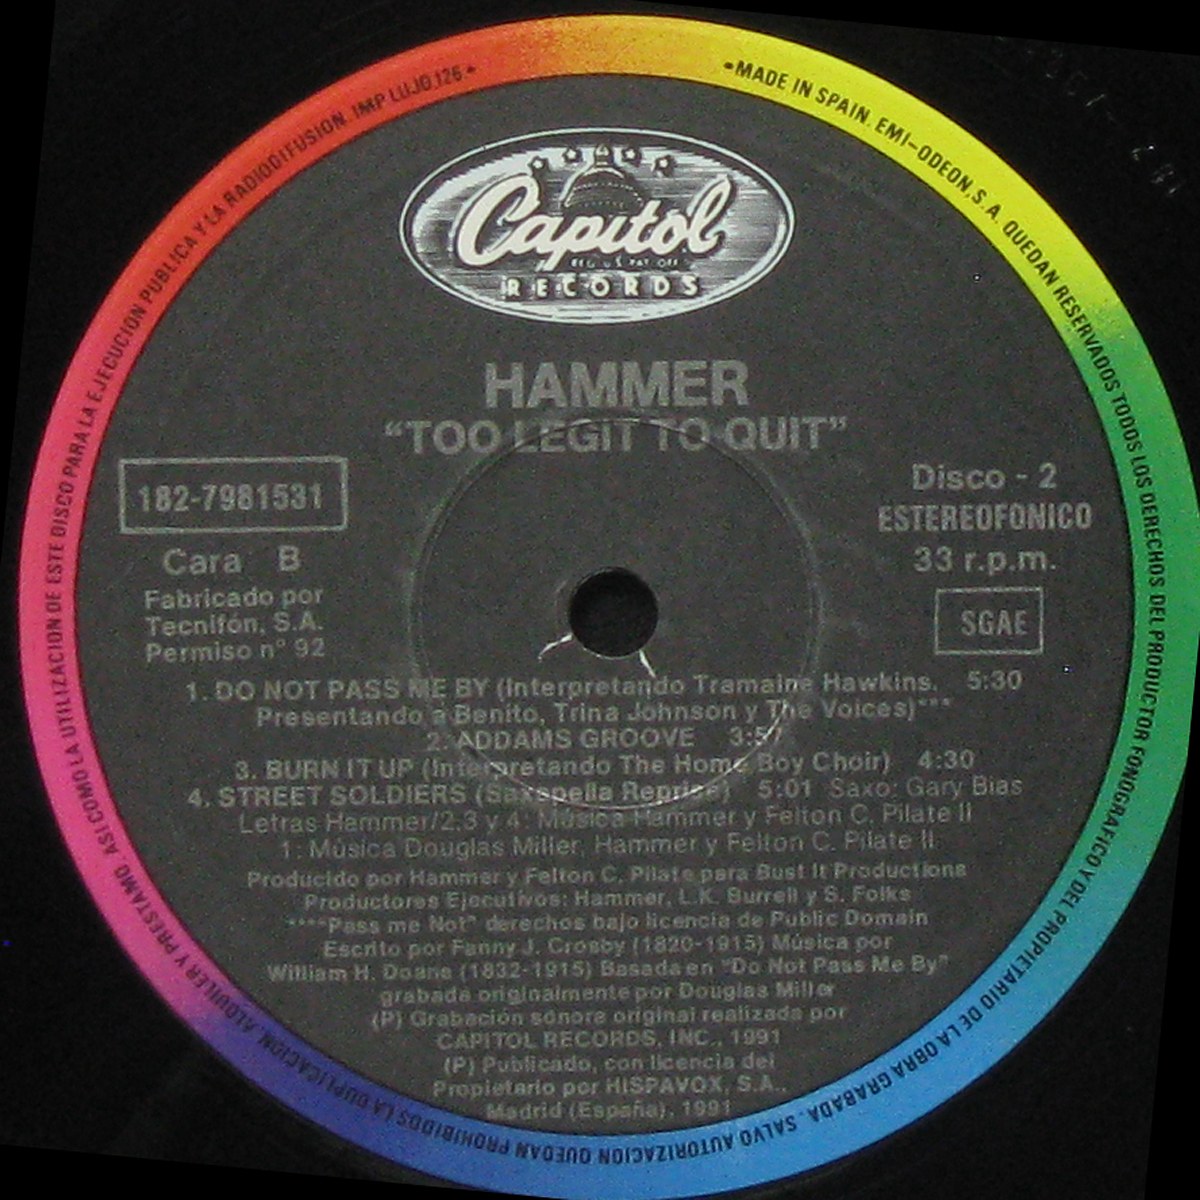 •MADE IN SPAIN. EMI-ODEON, S.A. QUEDAN RESERVADOS TODOS LOS DERECHOS DEL PRODUCTOR FONOGRAFICO Y DEL PROPIETARIO DE LA OBRA GRABADA. SALVO AUTORIZACION QUEDAN PROHIBIDOS LA DUPLICACION, ALQUILER Y PRESTAMO, ASI COMO LA UTILIZACION DE ESTE DISCO PARA LA EJECUCION PUBLICA Y LA RADIODIFUSION. IMP LUJO 126•
Capitol
RECORDS
HAMMER
“TOO LEGIT TO QUIT”
182-7981531
Cara B
Fabricado por
Tecnifón, S.A.
Permiso n° 92
Disco - 2
ESTEREOFONICO
33 r.p.m.
SGAE
1. DO NOT PASS ME BY (Interpretando Tramaine Hawkins. 5:30
Presentando a Benito, Trina Johnson y The Voices)***
2. ADDAMS GROOVE 3:57
3. BURN IT UP (Interpretando The Home Boy Choir) 4:30
4. STREET SOLDIERS (Saxapella Reprise) 5:01 Saxo: Gary Bias
Letras Hammer/2.3 y 4: Música Hammer y Felton C. Pilate II
1: Música Douglas Miller, Hammer y Felton C. Pilate II
Producido por Hammer y Felton C. Pilate para Bust It Productions
Productores Ejecutivos: Hammer, L.K. Burrell y S. Folks
****Pass me Not" derechos bajo licencia de Public Domain
Escrito por Fanny J. Crosby (1820-1915) Música por
William H. Doane (1832-1915) Basada en "Do Not Pass Me By"
grabada originalmente por Douglas Miller
(P) Grabación sonora original realizada por
CAPITOL RECORDS, INC., 1991
(P) Publicado, con licencia del
Propietario por HISPAVOX, S.A.,
Madrid (España), 1991